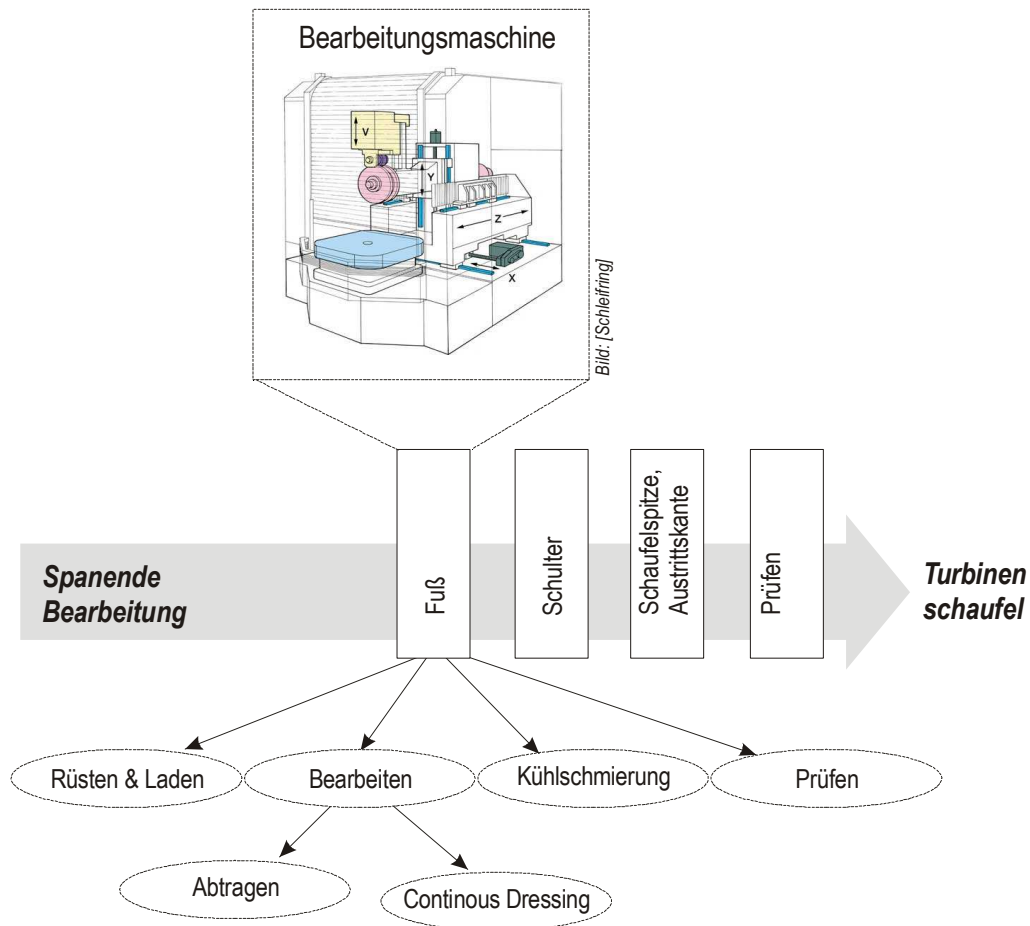 Bearbeitungsmaschine
V
Y
Z
X
Bild: [Schleifring]
Spanende
Bearbeitung
Fuß
Schulter
Schaufelspitze,
Austrittskante
Prüfen
Turbinen
schaufel
Rüsten & Laden
Bearbeiten
Kühlschmierung
Prüfen
Abtragen
Continous Dressing